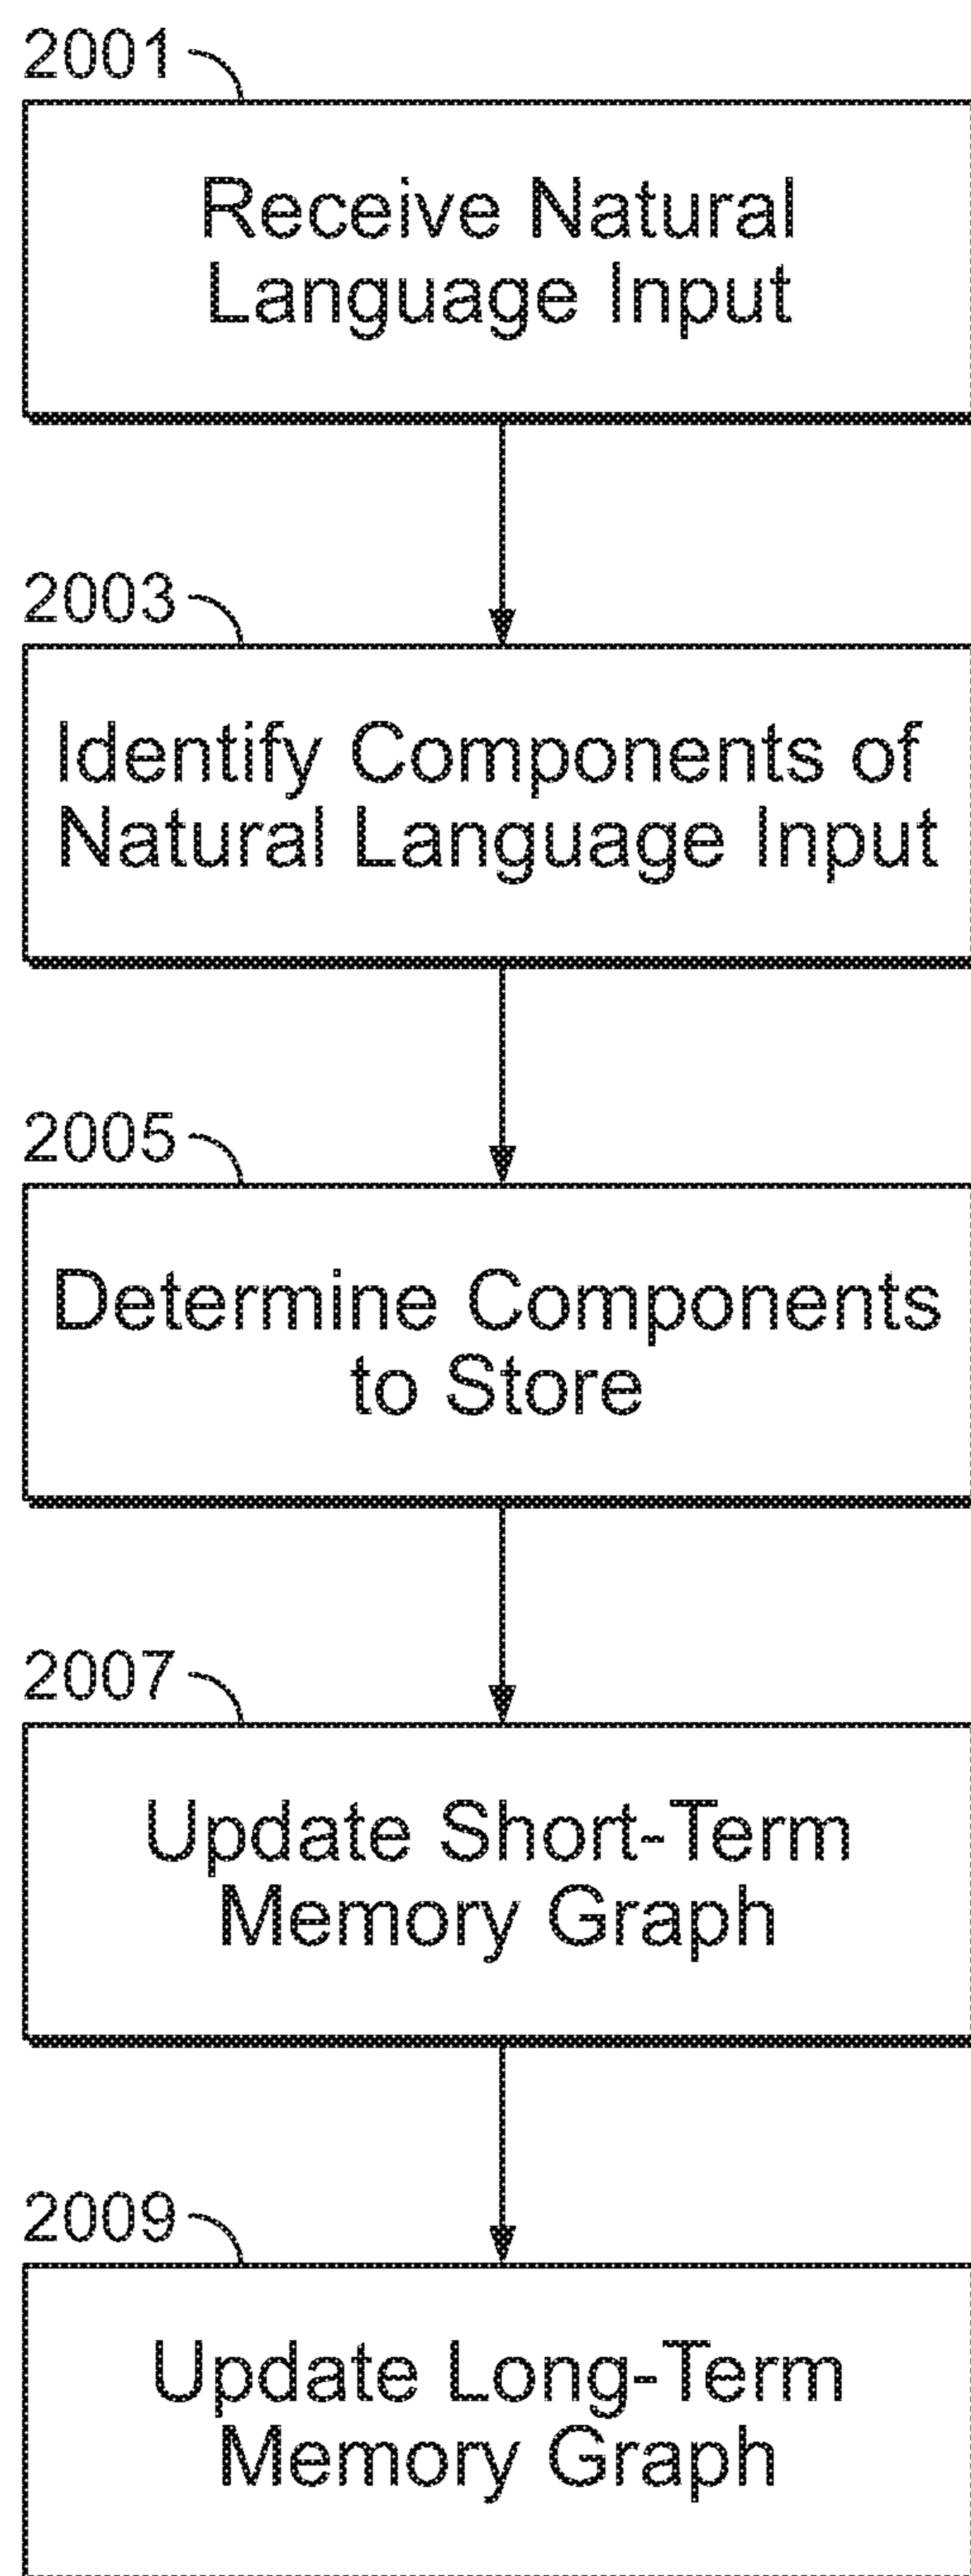 2001
Receive Natural
Language Input
2003
Identify Components of
Natural Language Input
2005
Determine Components
to Store
2007
Update Short-Term
Memory Graph
2009
Update Long-Term
Memory Graph